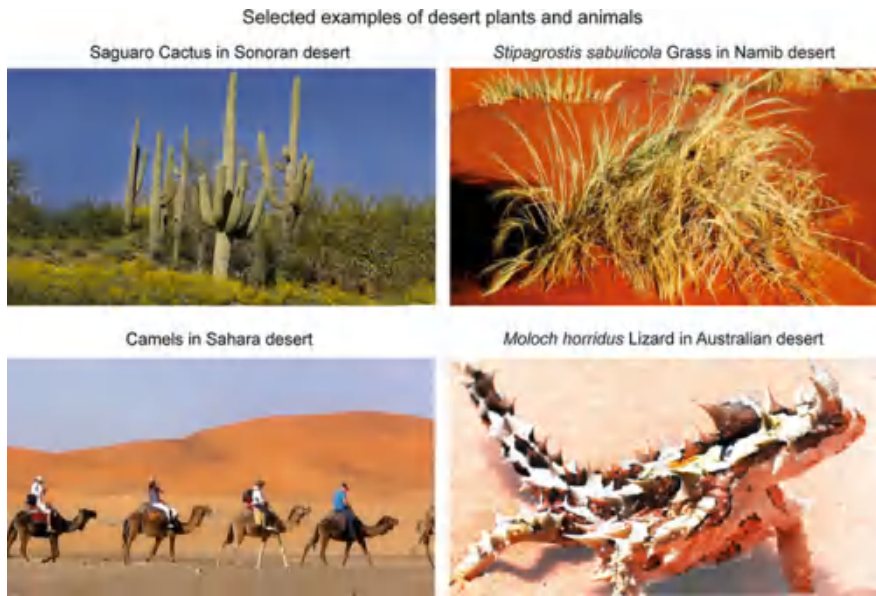 Selected examples of desert plants and animals
Saguaro Cactus in Sonoran desert
Stipagrostis sabulicola Grass in Namib desert
Camels in Sahara desert
Moloch horridus Lizard in Australian desert